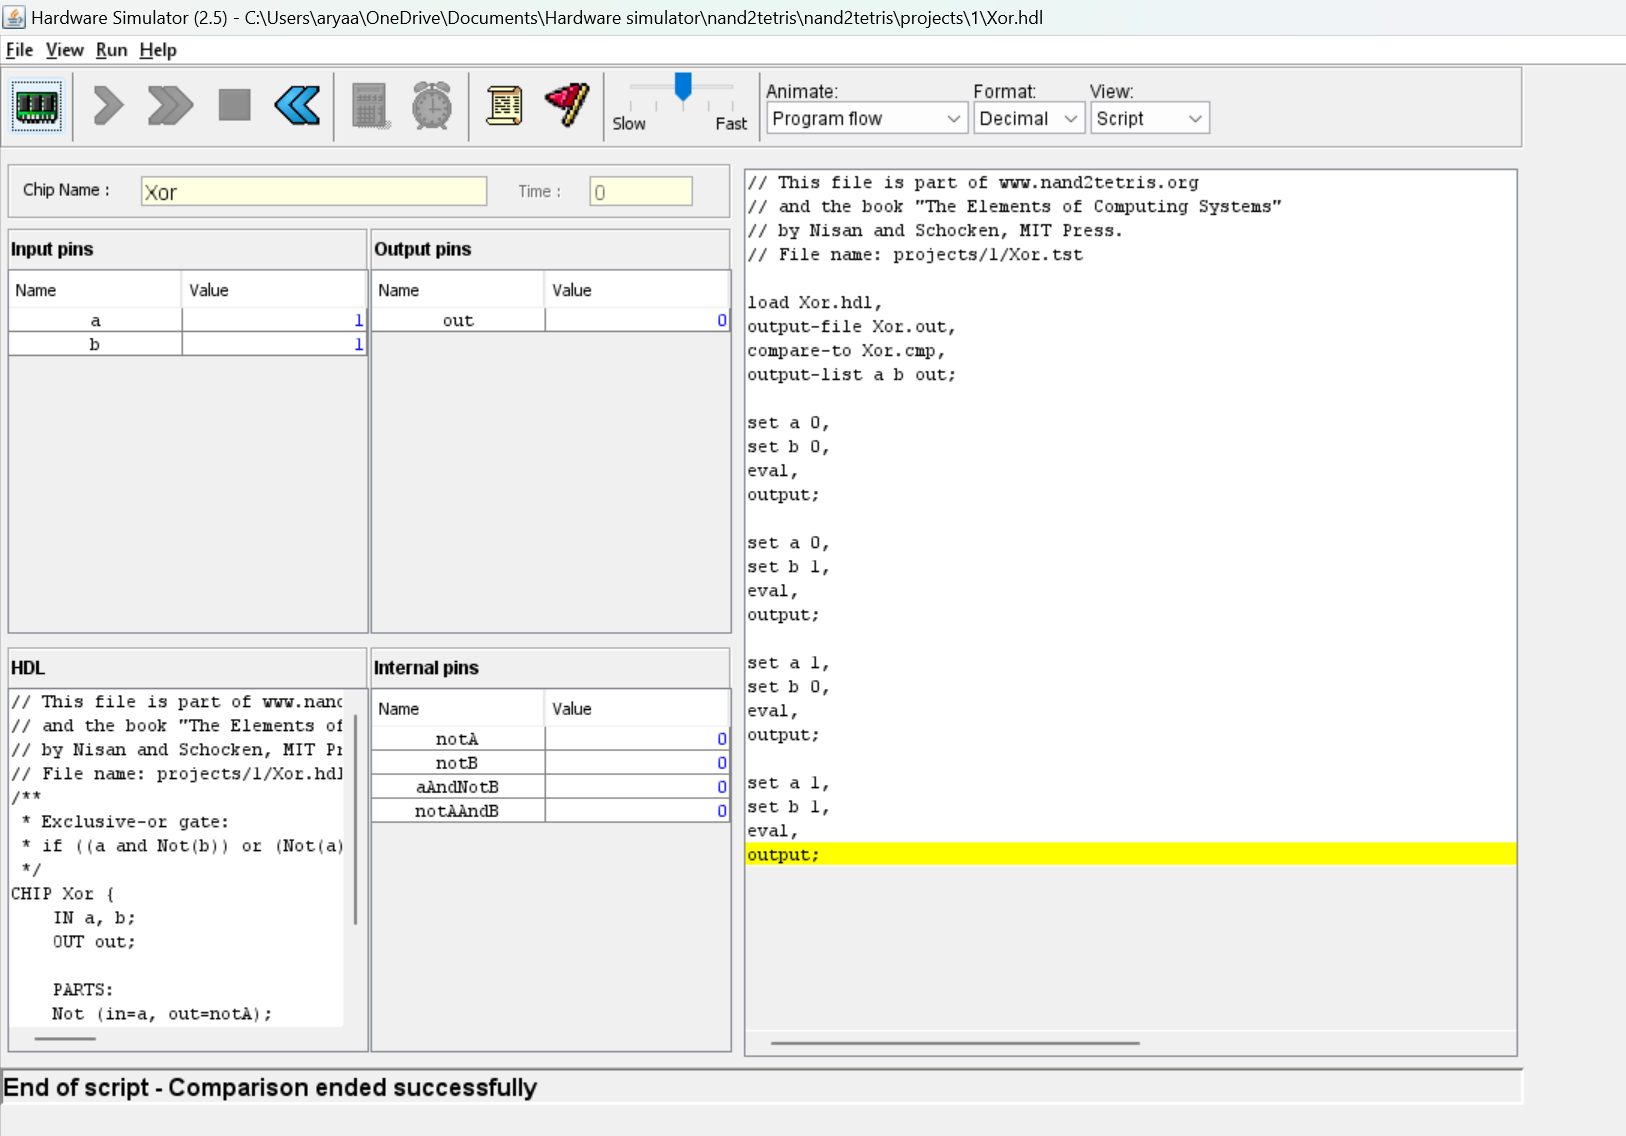 Hardware Simulator (2.5) - C:\Users\aryaa\OneDrive\Documents\Hardware simulator\nand2tetris\nand2tetris\projects\1\Xor.hdl
File View Run Help
Slow Fast
Animate: Format: View:
Program flow Decimal Script
Chip Name : Xor Time : 0
Input pins
Name Value
a 1
b 1
Output pins
Name Value
out 0
HDL
// This file is part of www.nand
// and the book "The Elements of
// by Nisan and Schocken, MIT Pr
// File name: projects/1/Xor.hdl
/**
* Exclusive-or gate:
* if ((a and Not(b)) or (Not(a)
*/
CHIP Xor {
IN a, b;
OUT out;
PARTS:
Not (in=a, out=notA);
Internal pins
Name Value
notA 0
notB 0
aAndNotB 0
notAAndB 0
// This file is part of www.nand2tetris.org
// and the book "The Elements of Computing Systems"
// by Nisan and Schocken, MIT Press.
// File name: projects/1/Xor.tst
load Xor.hdl,
output-file Xor.out,
compare-to Xor.cmp,
output-list a b out;
set a 0,
set b 0,
eval,
output;
set a 0,
set b 1,
eval,
output;
set a 1,
set b 0,
eval,
output;
set a 1,
set b 1,
eval,
output;
End of script - Comparison ended successfully